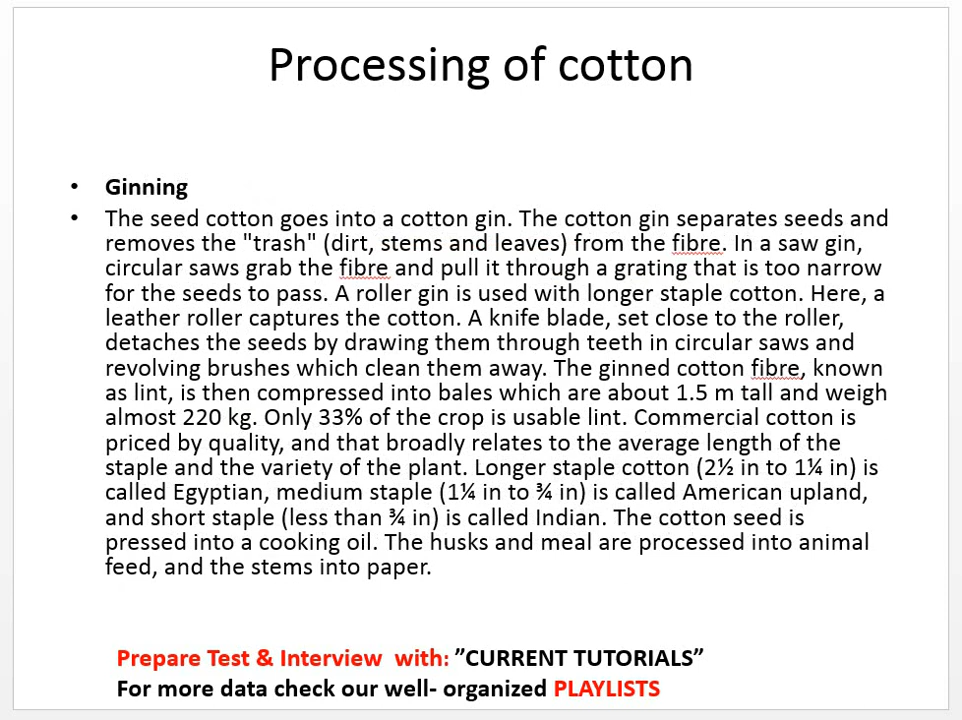 Processing of cotton
• Ginning
• The seed cotton goes into a cotton gin. The cotton gin separates seeds and
removes the "trash" (dirt, stems and leaves) from the fibre. In a saw gin,
circular saws grab the fibre and pull it through a grating that is too narrow
for the seeds to pass. A roller gin is used with longer staple cotton. Here, a
leather roller captures the cotton. A knife blade, set close to the roller,
detaches the seeds by drawing them through teeth in circular saws and
revolving brushes which clean them away. The ginned cotton fibre, known
as lint, is then compressed into bales which are about 1.5 m tall and weigh
almost 220 kg. Only 33% of the crop is usable lint. Commercial cotton is
priced by quality, and that broadly relates to the average length of the
staple and the variety of the plant. Longer staple cotton (2½ in to 1¼ in) is
called Egyptian, medium staple (1¼ in to ¾ in) is called American upland,
and short staple (less than ¾ in) is called Indian. The cotton seed is
pressed into a cooking oil. The husks and meal are processed into animal
feed, and the stems into paper.
Prepare Test & Interview with: ”CURRENT TUTORIALS”
For more data check our well- organized PLAYLISTS